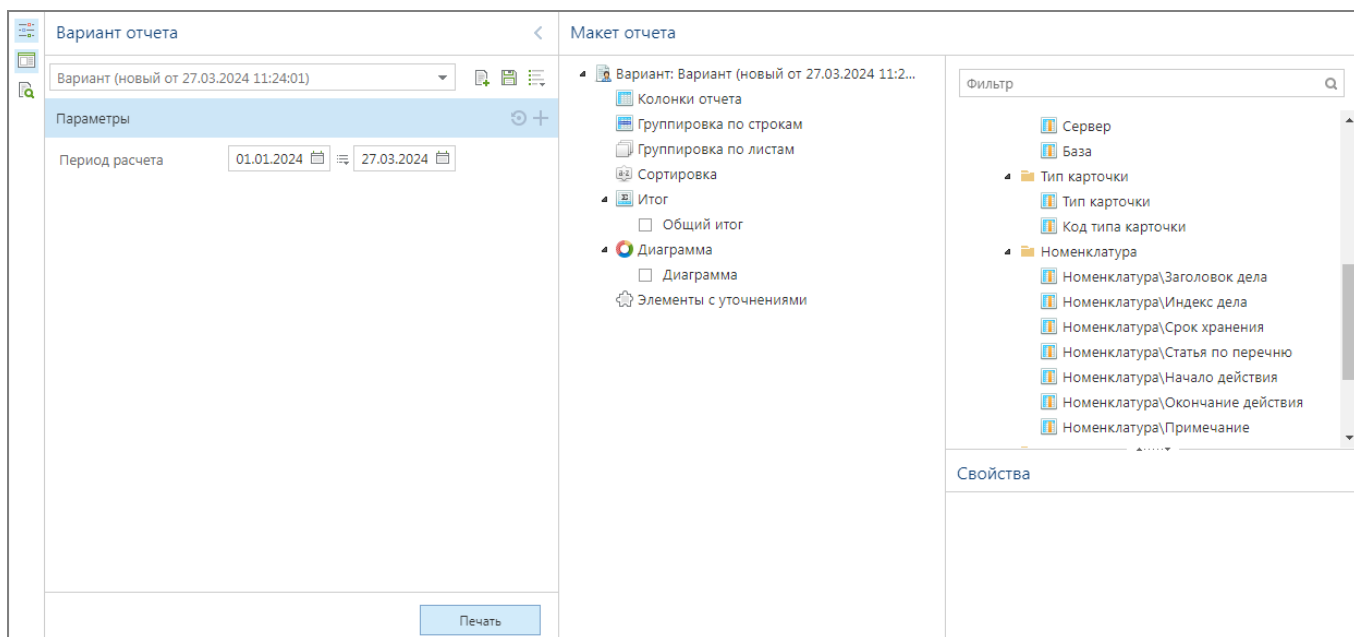 Вариант отчета
Вариант (новый от 27.03.2024 11:24:01)
Параметры
Период расчета 01.01.2024 27.03.2024
Печать
Макет отчета
Вариант: Вариант (новый от 27.03.2024 11:2...
Колонки отчета
Группировка по строкам
Группировка по листам
Сортировка
Итог
Общий итог
Диаграмма
Диаграмма
Элементы с уточнениями
Фильтр
Сервер
База
Тип карточки
Тип карточки
Код типа карточки
Номенклатура
Номенклатура\Заголовок дела
Номенклатура\Индекс дела
Номенклатура\Срок хранения
Номенклатура\Статья по перечню
Номенклатура\Начало действия
Номенклатура\Окончание действия
Номенклатура\Примечание
Свойства